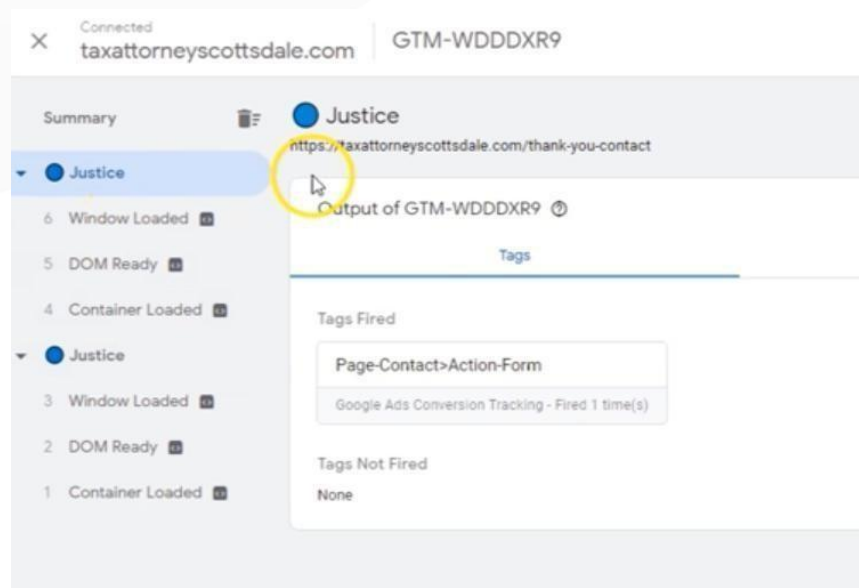 Connected
taxattorneyscottsdale.com
GTM-WDDDXR9
Summary
Justice
6 Window Loaded
5 DOM Ready
4 Container Loaded
Justice
3 Window Loaded
2 DOM Ready
1 Container Loaded
Justice
https://taxattorneyscottsdale.com/thank-you-contact
Output of GTM-WDDDXR9
Tags
Tags Fired
Page-Contact>Action-Form
Google Ads Conversion Tracking - Fired 1 time(s)
Tags Not Fired
None